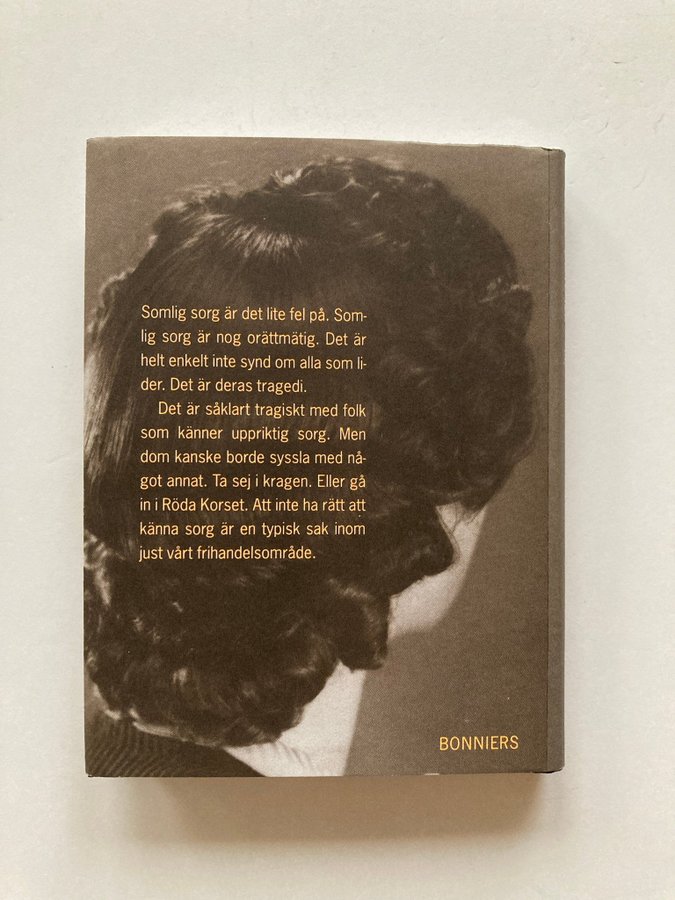 Somlig sorg är det lite fel på. Som-
lig sorg är nog orättmätig. Det är
helt enkelt inte synd om alla som li-
der. Det är deras tragedi.
Det är såklart tragiskt med folk
som känner uppriktig sorg. Men
dom kanske borde syssla med nå-
got annat. Ta sej i kragen. Eller gå
in i Röda Korset. Att inte ha rätt att
känna sorg är en typisk sak inom
just vårt frihandelsområde.
BONNIERS